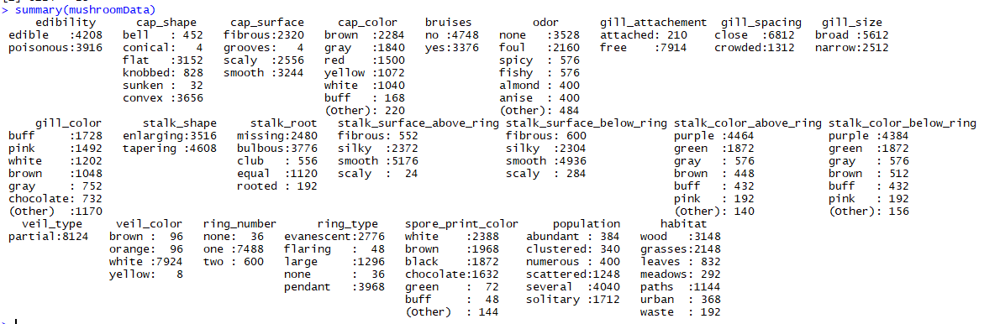 > summary(mushroomData)
edibility cap_shape cap_surface cap_color bruises odor gill_attachement gill_spacing gill_size
edible :4208 bell : 452 fibrous:2320 brown :2284 no :4748 none :3528 attached: 210 close :6812 broad :5612
poisonous:3916 conical: 4 grooves: 4 gray :1840 yes:3376 foul :2160 free :7914 crowded:1312 narrow:2512
flat :3152 scaly :2556 red :1500 spicy : 576
knobbed: 828 smooth :3244 yellow :1072 fishy : 576
sunken : 32 white :1040 almond : 400
convex :3656 buff : 168 anise : 400
(Other): 220 (Other): 484
gill_color stalk_shape stalk_root stalk_surface_above_ring stalk_surface_below_ring stalk_color_above_ring stalk_color_below_ring
buff :1728 enlarging:3516 missing:2480 fibrous: 552 fibrous: 600 purple :4464 purple :4384
pink :1492 tapering :4608 bulbous:3776 silky :2372 silky :2304 green :1872 green :1872
white :1202 club : 556 smooth :5176 smooth :4936 gray : 576 gray : 576
brown :1048 equal :1120 scaly : 24 scaly : 284 brown : 448 brown : 512
gray : 752 rooted : 192 buff : 432 buff : 432
chocolate: 732 pink : 192 pink : 192
(Other) :1170 (Other): 140 (Other): 156
veil_type veil_color ring_number ring_type spore_print_color population habitat
partial:8124 brown : 96 none: 36 evanescent:2776 white :2388 abundant : 384 wood :3148
orange: 96 one :7488 flaring : 48 brown :1968 clustered: 340 grasses:2148
white :7924 two : 600 large :1296 black :1872 numerous : 400 leaves : 832
yellow: 8 none : 36 chocolate:1632 scattered:1248 meadows: 292
pendant :3968 green : 72 several :4040 paths :1144
buff : 48 solitary :1712 urban : 368
(Other) : 144 waste : 192